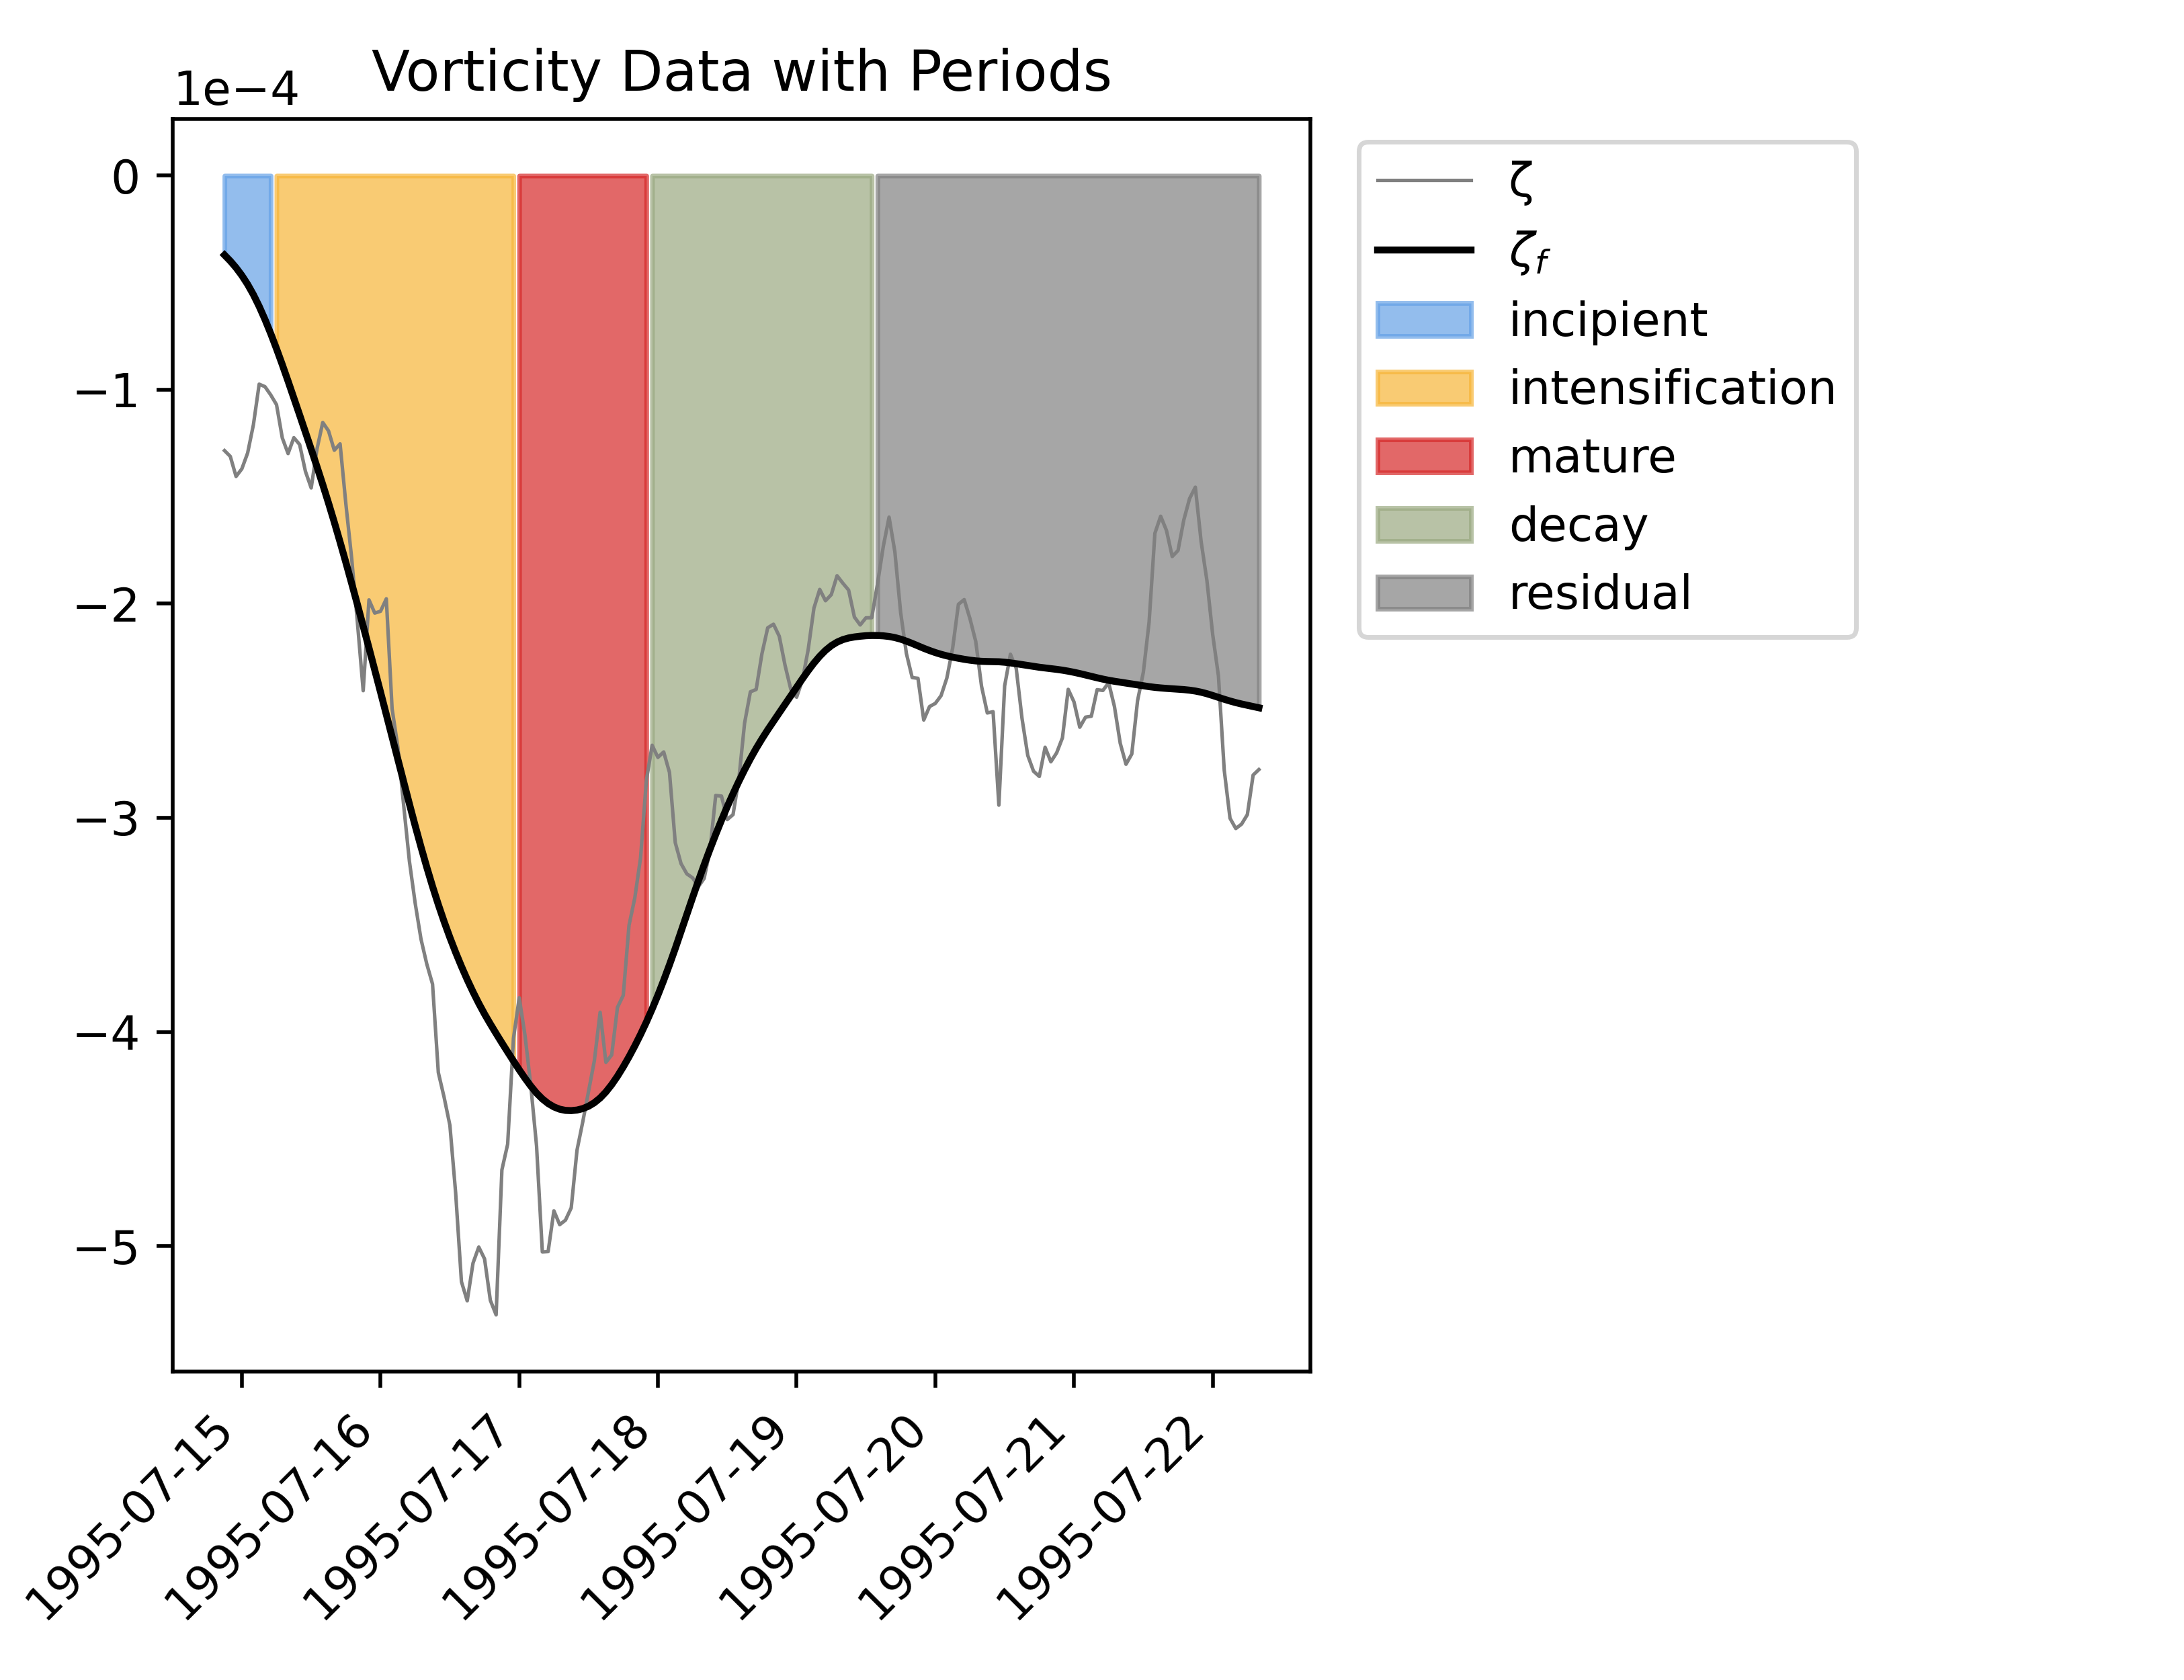 Vorticity Data with Periods
1e−4
0
−1
−2
−3
−4
−5
1995-07-15
1995-07-16
1995-07-17
1995-07-18
1995-07-19
1995-07-20
1995-07-21
1995-07-22
ζ
ζf
incipient
intensification
mature
decay
residual